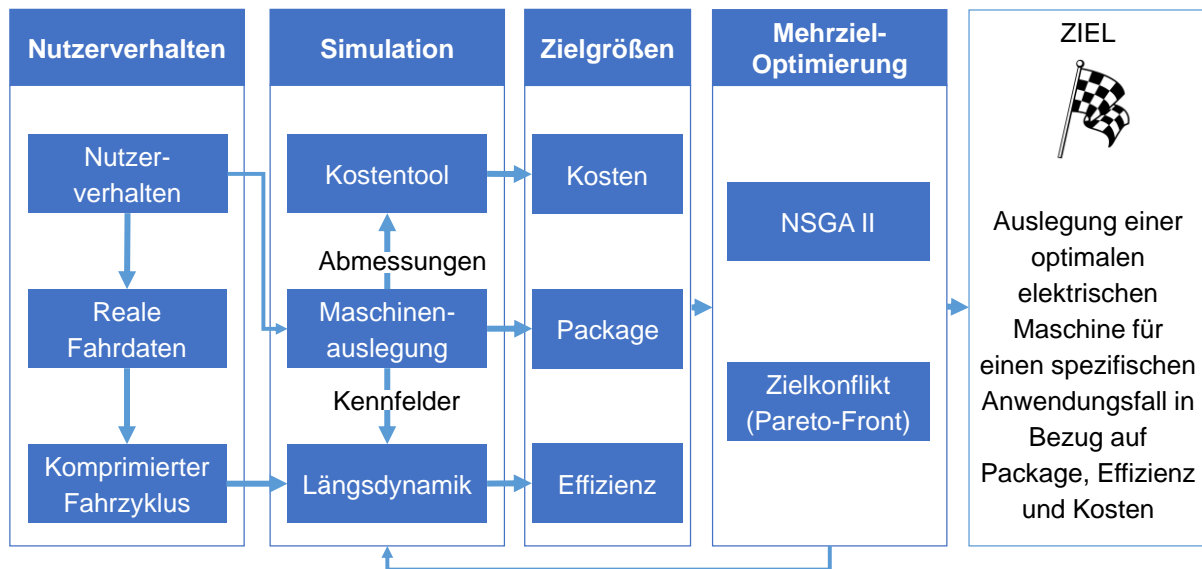 Nutzerverhalten
Nutzer-
verhalten
Reale
Fahrdaten
Komprimierter
Fahrzyklus
Simulation
Kostentool
Abmessungen
Maschinen-
auslegung
Kennfelder
Längsdynamik
Zielgrößen
Kosten
Package
Effizienz
Mehrziel-
Optimierung
NSGA II
Zielkonflikt
(Pareto-Front)
ZIEL
Auslegung einer
optimalen
elektrischen
Maschine für
einen spezifischen
Anwendungsfall in
Bezug auf
Package, Effizienz
und Kosten